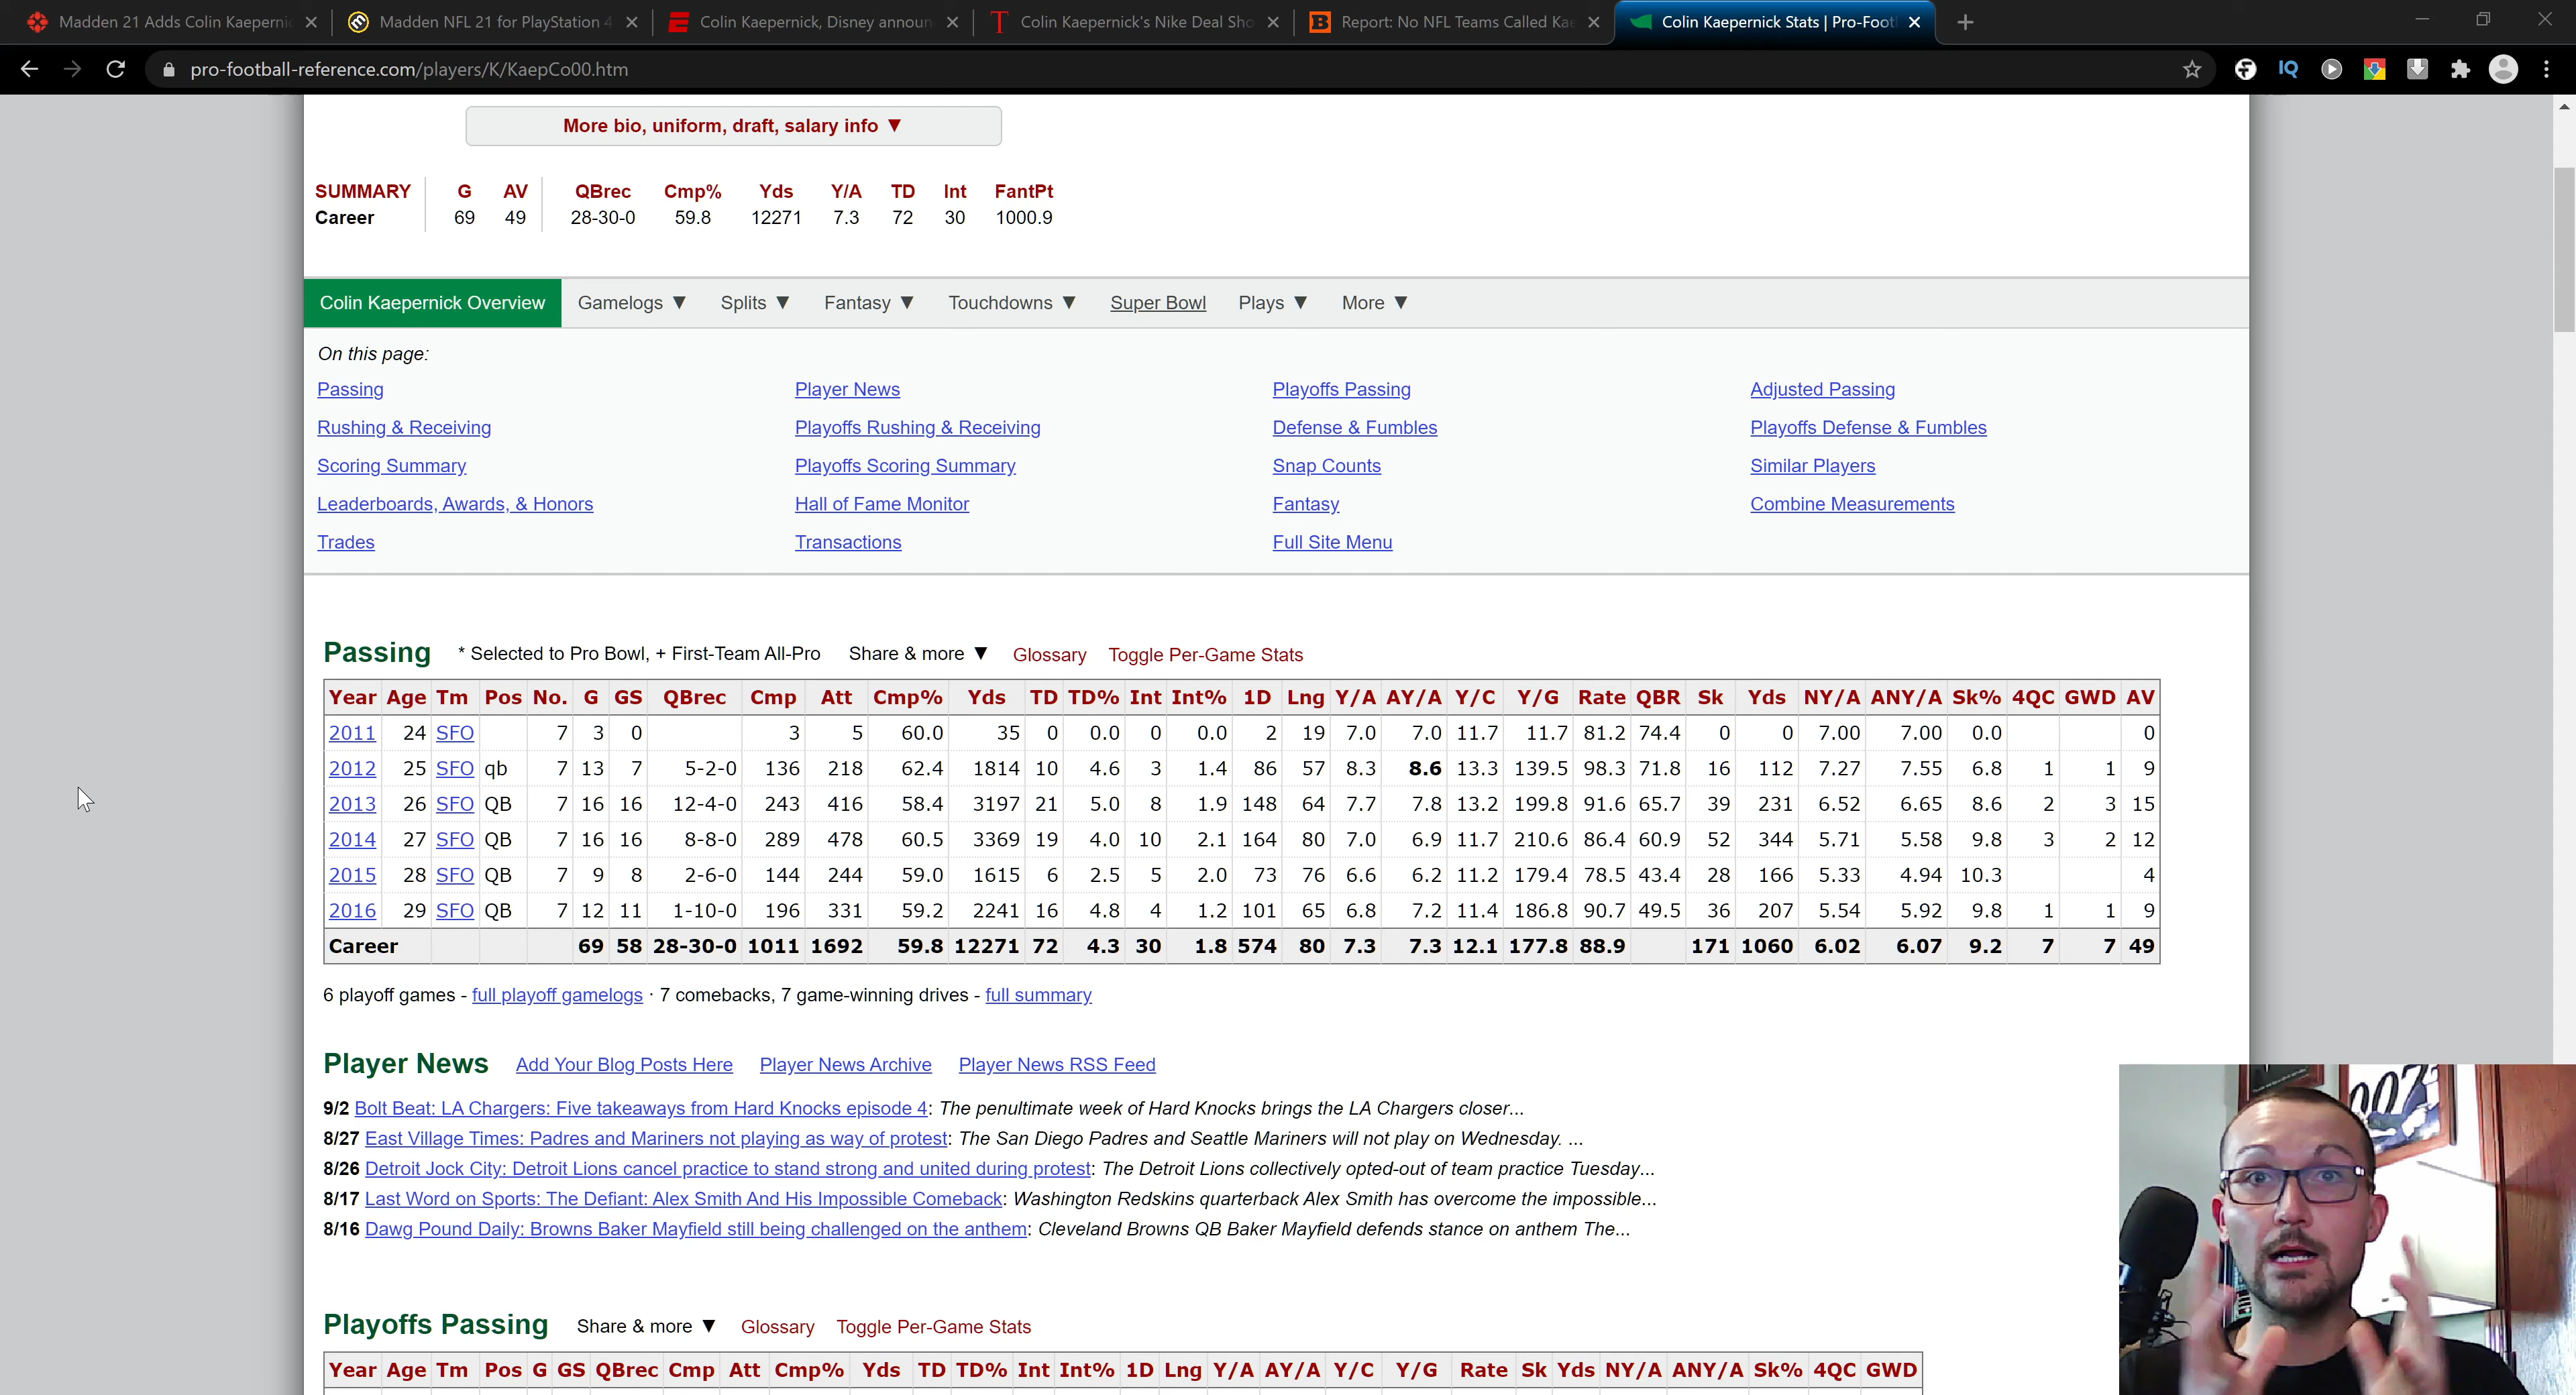 Madden 21 Adds Colin Kaepernic
Madden NFL 21 for PlayStation 4
Colin Kaepernick, Disney announ
Colin Kaepernick's Nike Deal Sho
Report: No NFL Teams Called Kae
Colin Kaepernick Stats | Pro-Foot
pro-football-reference.com/players/K/KaepCo00.htm
IQ
More bio, uniform, draft, salary info ▼
SUMMARY G AV QBrec Cmp% Yds Y/A TD Int FantPt
Career 69 49 28-30-0 59.8 12271 7.3 72 30 1000.9
Colin Kaepernick Overview Gamelogs ▼ Splits ▼ Fantasy ▼ Touchdowns ▼ Super Bowl Plays ▼ More ▼
On this page:
Passing Player News Playoffs Passing Adjusted Passing
Rushing & Receiving Playoffs Rushing & Receiving Defense & Fumbles Playoffs Defense & Fumbles
Scoring Summary Playoffs Scoring Summary Snap Counts Similar Players
Leaderboards, Awards, & Honors Hall of Fame Monitor Fantasy Combine Measurements
Trades Transactions Full Site Menu
Passing * Selected to Pro Bowl, + First-Team All-Pro Share & more ▼ Glossary Toggle Per-Game Stats
Year Age Tm Pos No. G GS QBrec Cmp Att Cmp% Yds TD TD% Int Int% 1D Lng Y/A AY/A Y/C Y/G Rate QBR Sk Yds NY/A ANY/A Sk% 4QC GWD AV
2011 24 SFO 7 3 0 3 5 60.0 35 0 0.0 0 0.0 2 19 7.0 7.0 11.7 11.7 81.2 74.4 0 0 7.00 7.00 0.0 0
2012 25 SFO qb 7 13 7 5-2-0 136 218 62.4 1814 10 4.6 3 1.4 86 57 8.3 8.6 13.3 139.5 98.3 71.8 16 112 7.27 7.55 6.8 1 1 9
2013 26 SFO QB 7 16 16 12-4-0 243 416 58.4 3197 21 5.0 8 1.9 148 64 7.7 7.8 13.2 199.8 91.6 65.7 39 231 6.52 6.65 8.6 2 3 15
2014 27 SFO QB 7 16 16 8-8-0 289 478 60.5 3369 19 4.0 10 2.1 164 80 7.0 6.9 11.7 210.6 86.4 60.9 52 344 5.71 5.58 9.8 3 2 12
2015 28 SFO QB 7 9 8 2-6-0 144 244 59.0 1615 6 2.5 5 2.0 73 76 6.6 6.2 11.2 179.4 78.5 43.4 28 166 5.33 4.94 10.3 4
2016 29 SFO QB 7 12 11 1-10-0 196 331 59.2 2241 16 4.8 4 1.2 101 65 6.8 7.2 11.4 186.8 90.7 49.5 36 207 5.54 5.92 9.8 1 1 9
Career 69 58 28-30-0 1011 1692 59.8 12271 72 4.3 30 1.8 574 80 7.3 7.3 12.1 177.8 88.9 171 1060 6.02 6.07 9.2 7 7 49
6 playoff games - full playoff gamelogs · 7 comebacks, 7 game-winning drives - full summary
Player News Add Your Blog Posts Here Player News Archive Player News RSS Feed
9/2 Bolt Beat: LA Chargers: Five takeaways from Hard Knocks episode 4: The penultimate week of Hard Knocks brings the LA Chargers closer...
8/27 East Village Times: Padres and Mariners not playing as way of protest: The San Diego Padres and Seattle Mariners will not play on Wednesday. ...
8/26 Detroit Jock City: Detroit Lions cancel practice to stand strong and united during protest: The Detroit Lions collectively opted-out of team practice Tuesday...
8/17 Last Word on Sports: The Defiant: Alex Smith And His Impossible Comeback: Washington Redskins quarterback Alex Smith has overcome the impossible...
8/16 Dawg Pound Daily: Browns Baker Mayfield still being challenged on the anthem: Cleveland Browns QB Baker Mayfield defends stance on anthem The...
007
Playoffs Passing Share & more ▼ Glossary Toggle Per-Game Stats
Year Age Tm Pos G GS QBrec Cmp Att Cmp% Yds TD TD% Int Int% 1D Lng Y/A AY/A Y/C Y/G Rate Sk Yds NY/A ANY/A Sk% 4QC GWD